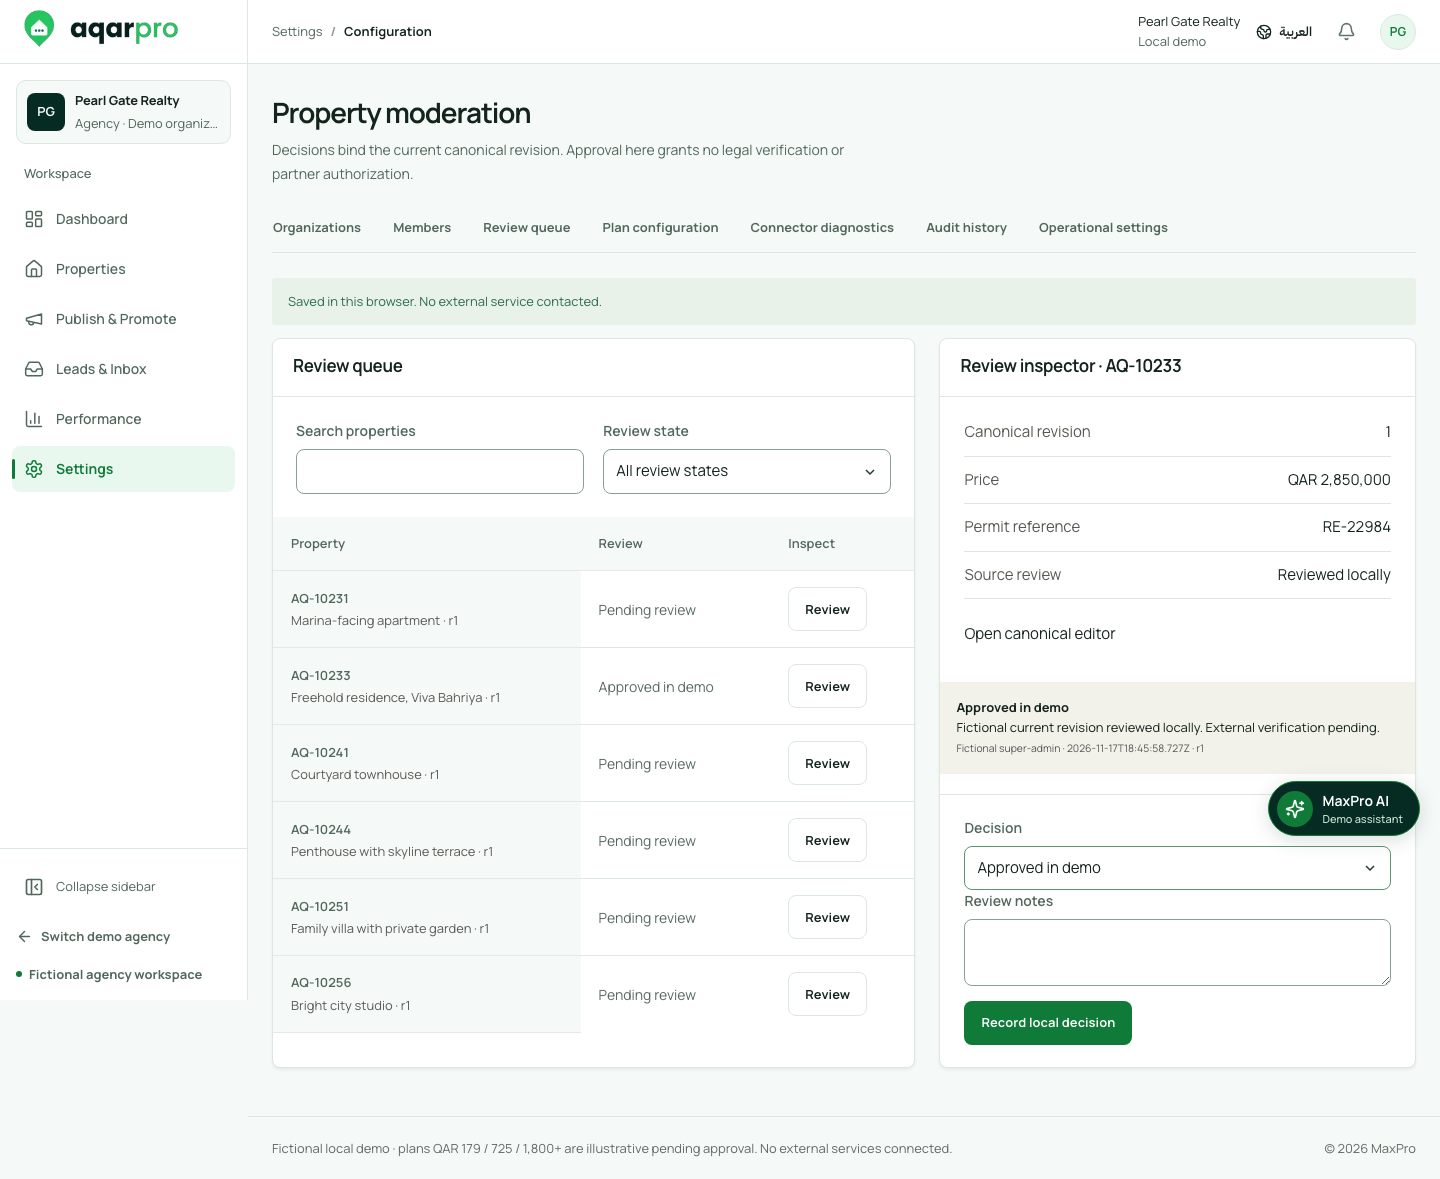 aqarpro
Settings / Configuration
Pearl Gate Realty
Local demo
العربية
PG
PG
Pearl Gate Realty
Agency · Demo organiz...
Workspace
Dashboard
Properties
Publish & Promote
Leads & Inbox
Performance
Settings
Collapse sidebar
Switch demo agency
Fictional agency workspace
Property moderation
Decisions bind the current canonical revision. Approval here grants no legal verification or
partner authorization.
Organizations Members Review queue Plan configuration Connector diagnostics Audit history Operational settings
Saved in this browser. No external service contacted.
Review queue
Search properties
Review state
All review states
Property Review Inspect
AQ-10231
Marina-facing apartment · r1
Pending review
Review
AQ-10233
Freehold residence, Viva Bahriya · r1
Approved in demo
Review
AQ-10241
Courtyard townhouse · r1
Pending review
Review
AQ-10244
Penthouse with skyline terrace · r1
Pending review
Review
AQ-10251
Family villa with private garden · r1
Pending review
Review
AQ-10256
Bright city studio · r1
Pending review
Review
Review inspector · AQ-10233
Canonical revision 1
Price QAR 2,850,000
Permit reference RE-22984
Source review Reviewed locally
Open canonical editor
Approved in demo
Fictional current revision reviewed locally. External verification pending.
Fictional super-admin · 2026-11-17T18:45:58.727Z · r1
MaxPro AI
Demo assistant
Decision
Approved in demo
Review notes
Record local decision
Fictional local demo · plans QAR 179 / 725 / 1,800+ are illustrative pending approval. No external services connected.
© 2026 MaxPro